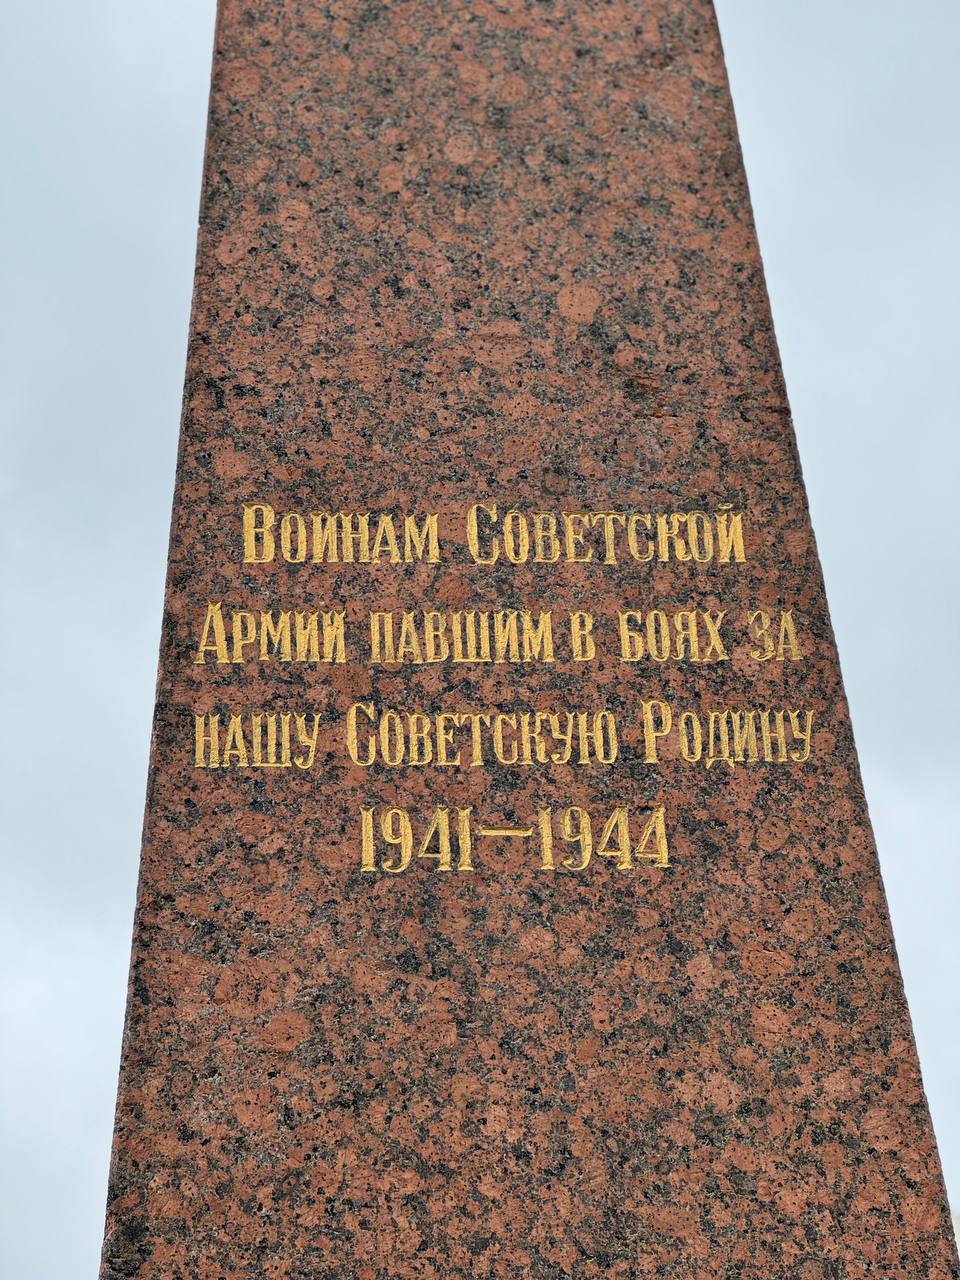 Воинам Советской
Армии павшим в боях за
нашу Советскую Родину
1941—1944